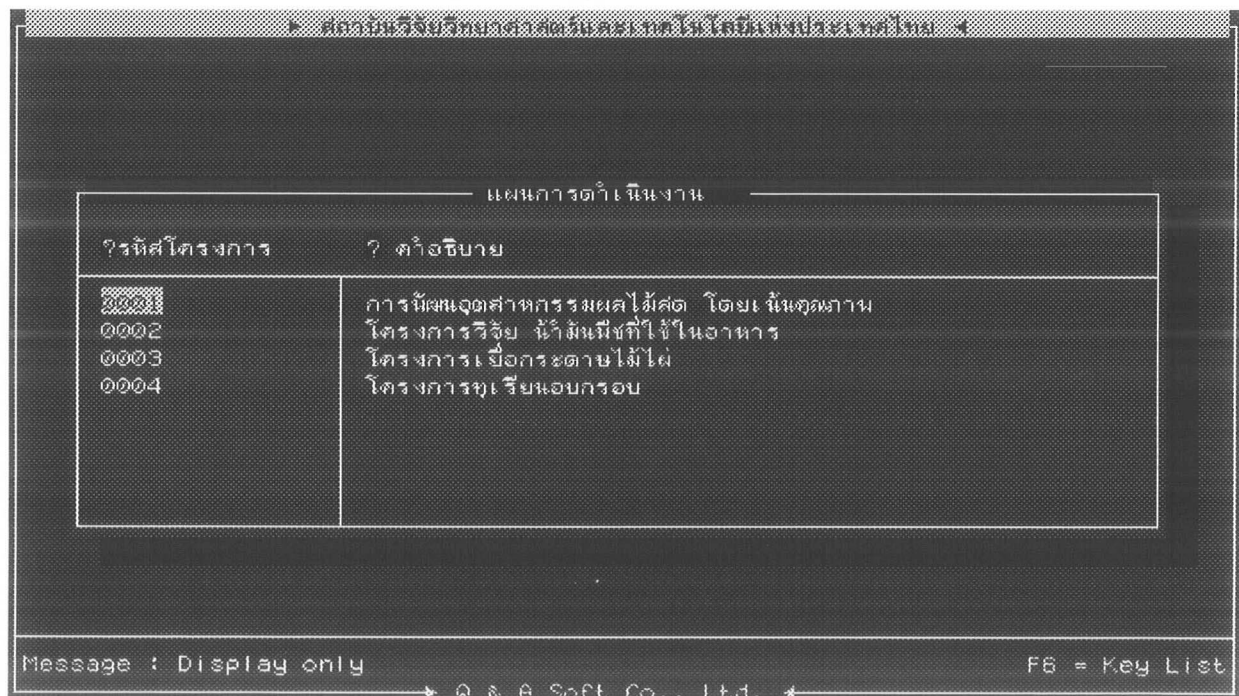 ► สถาบันวิจัยวิทยาศาสตร์และเทคโนโลยีแห่งประเทศไทย ◄
แผนการดำเนินงาน
?รหัสโครงการ ? คำอธิบาย
0001 การพัฒนอุตสาหกรรมผลไม้สด โดยเน้นคุณภาพ
0002 โครงการวิจัย น้ำมันพืชที่ใช้ในอาหาร
0003 โครงการเยื่อกระดาษไม้ไผ่
0004 โครงการทุเรียนอบกรอบ
Message : Display only F6 = Key List
► Q & A Soft Co., Ltd. ◄